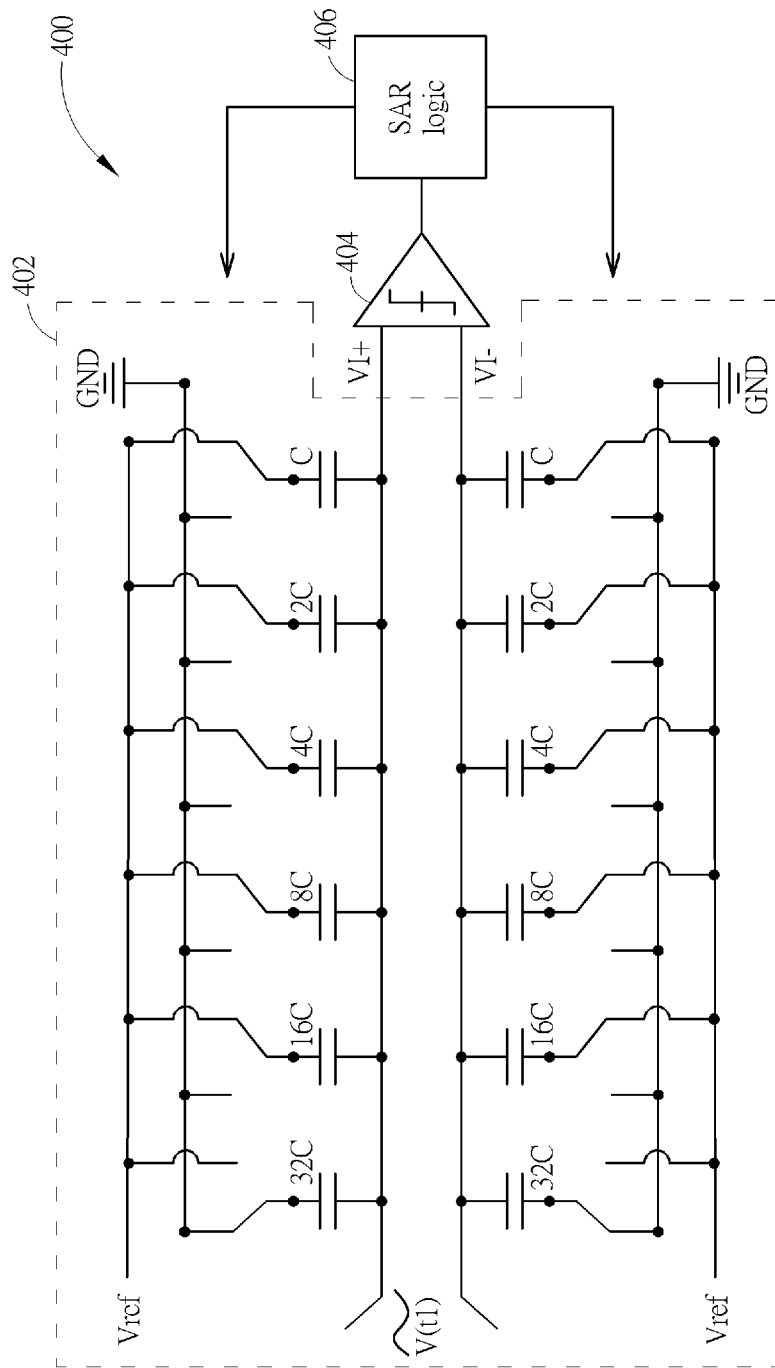 400
402
406
SAR
logic
404
Vref
GND
32C
16C
8C
4C
2C
C
VI+
V(t1)
VI-
32C
16C
8C
4C
2C
C
Vref
GND